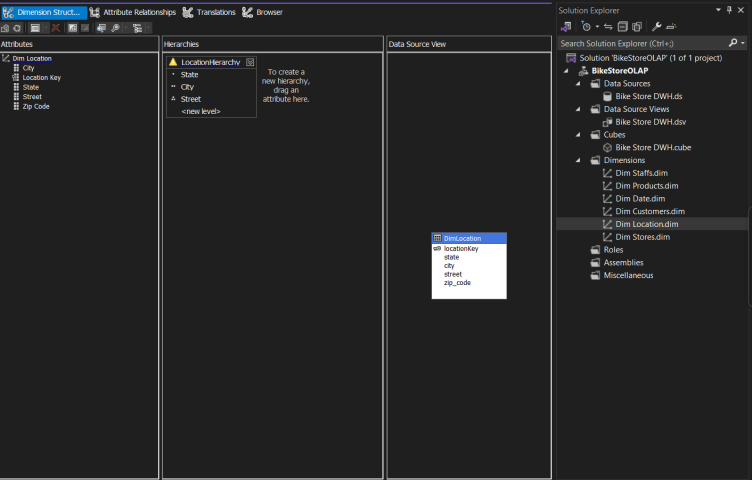 Dimension Struct...
Attribute Relationships
Translations
Browser
Attributes
Dim Location
City
Location Key
State
Street
Zip Code
Hierarchies
LocationHierarchy
State
City
Street
<new level>
To create a
new hierarchy,
drag an
attribute here.
Data Source View
DimLocation
locationKey
state
city
street
zip_code
Solution Explorer
Search Solution Explorer (Ctrl+;)
Solution 'BikeStoreOLAP' (1 of 1 project)
BikeStoreOLAP
Data Sources
Bike Store DWH.ds
Data Source Views
Bike Store DWH.dsv
Cubes
Bike Store DWH.cube
Dimensions
Dim Staffs.dim
Dim Products.dim
Dim Date.dim
Dim Customers.dim
Dim Location.dim
Dim Stores.dim
Roles
Assemblies
Miscellaneous